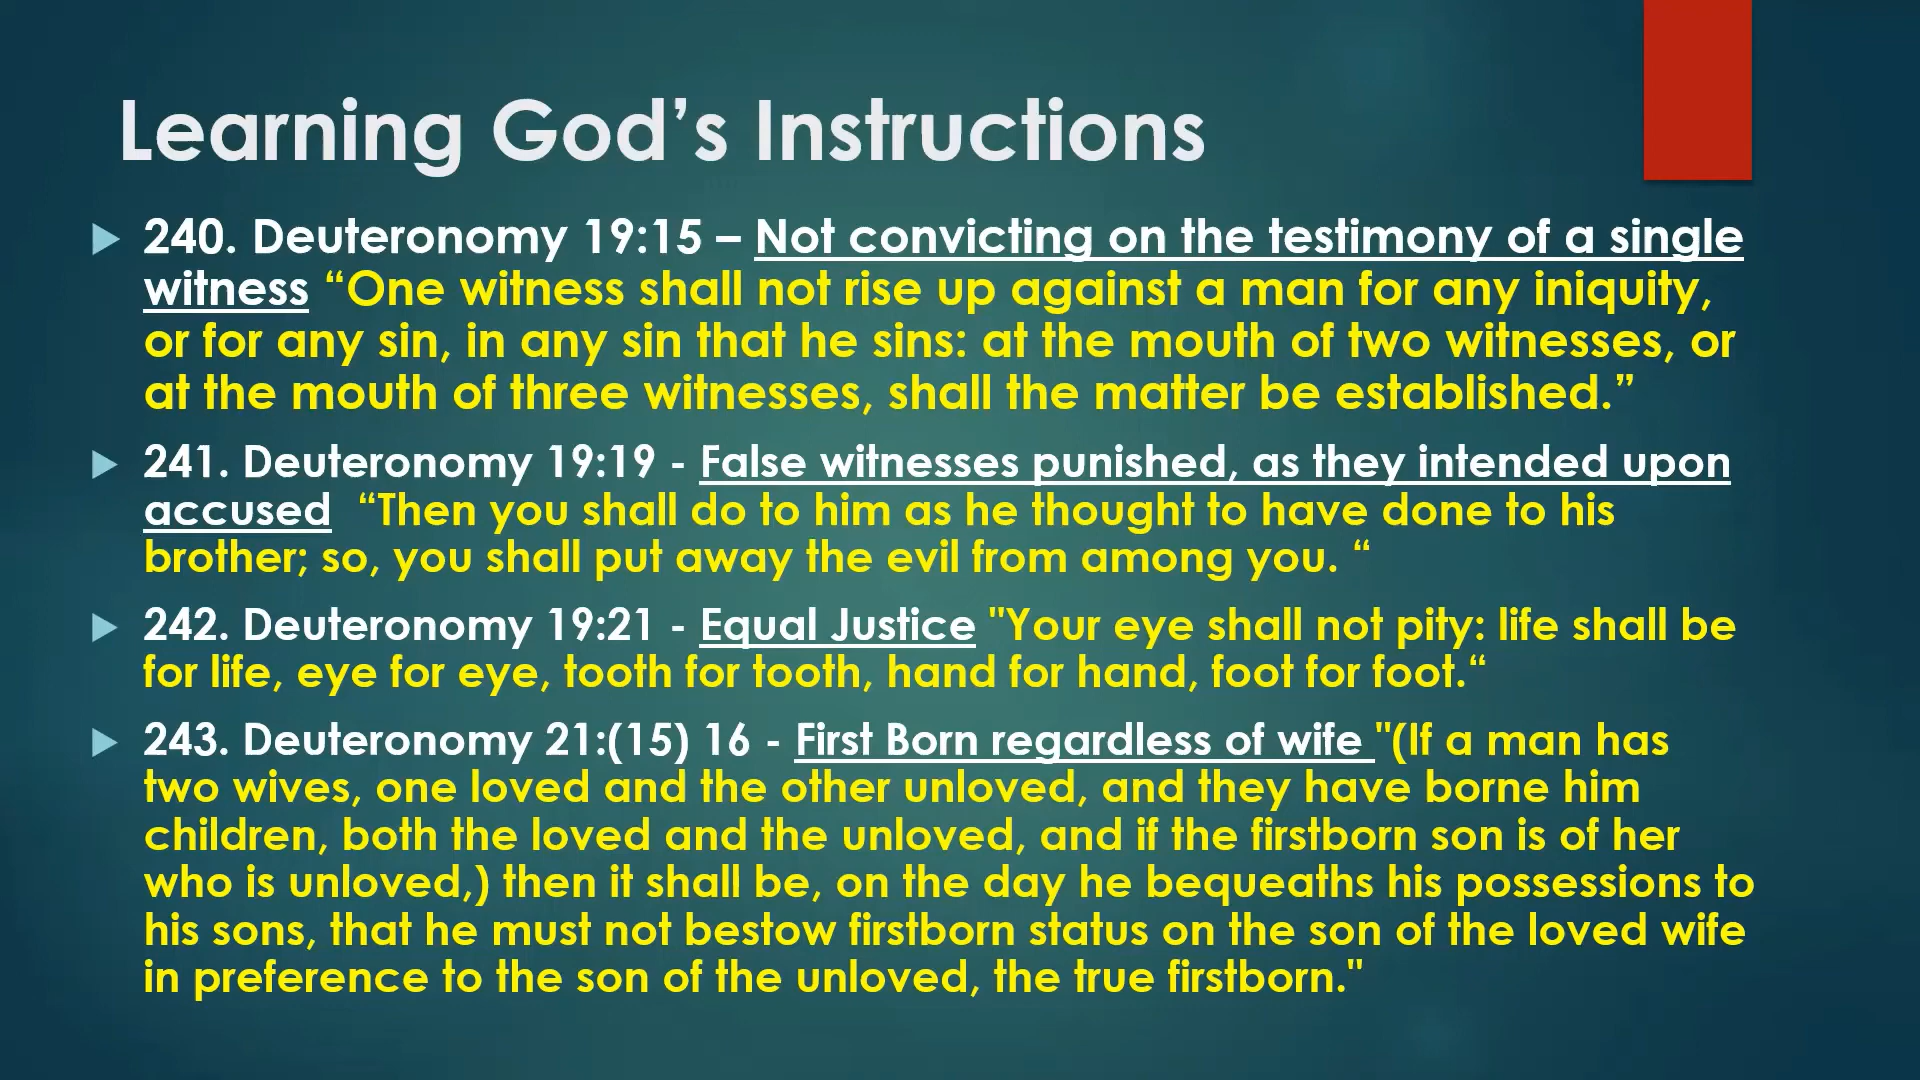 Learning God’s Instructions
240. Deuteronomy 19:15 – Not convicting on the testimony of a single
witness “One witness shall not rise up against a man for any iniquity,
or for any sin, in any sin that he sins: at the mouth of two witnesses, or
at the mouth of three witnesses, shall the matter be established.”
241. Deuteronomy 19:19 - False witnesses punished, as they intended upon
accused “Then you shall do to him as he thought to have done to his
brother; so, you shall put away the evil from among you. “
242. Deuteronomy 19:21 - Equal Justice "Your eye shall not pity: life shall be
for life, eye for eye, tooth for tooth, hand for hand, foot for foot.“
243. Deuteronomy 21:(15) 16 - First Born regardless of wife "(If a man has
two wives, one loved and the other unloved, and they have borne him
children, both the loved and the unloved, and if the firstborn son is of her
who is unloved,) then it shall be, on the day he bequeaths his possessions to
his sons, that he must not bestow firstborn status on the son of the loved wife
in preference to the son of the unloved, the true firstborn."